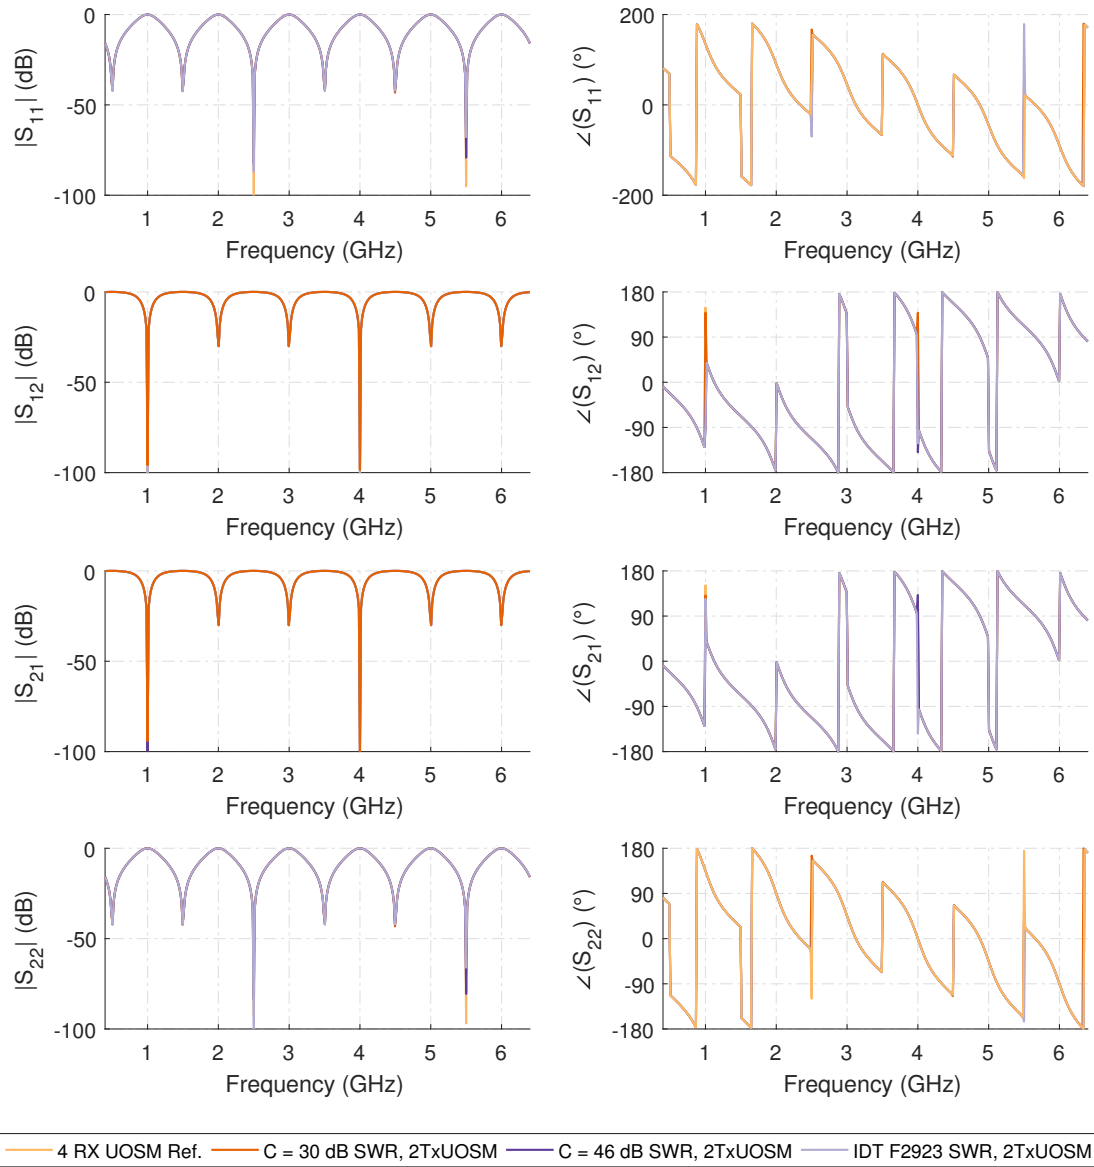 0
-50
-100
|S11| (dB)
1 2 3 4 5 6
Frequency (GHz)
200
0
-200
∠(S11) (°)
1 2 3 4 5 6
Frequency (GHz)
0
-50
-100
|S12| (dB)
1 2 3 4 5 6
Frequency (GHz)
180
90
0
-90
-180
∠(S12) (°)
1 2 3 4 5 6
Frequency (GHz)
0
-50
-100
|S21| (dB)
1 2 3 4 5 6
Frequency (GHz)
180
90
0
-90
-180
∠(S21) (°)
1 2 3 4 5 6
Frequency (GHz)
0
-50
-100
|S22| (dB)
1 2 3 4 5 6
Frequency (GHz)
180
90
0
-90
-180
∠(S22) (°)
1 2 3 4 5 6
Frequency (GHz)
4 RX UOSM Ref. C = 30 dB SWR, 2TxUOSM C = 46 dB SWR, 2TxUOSM IDT F2923 SWR, 2TxUOSM